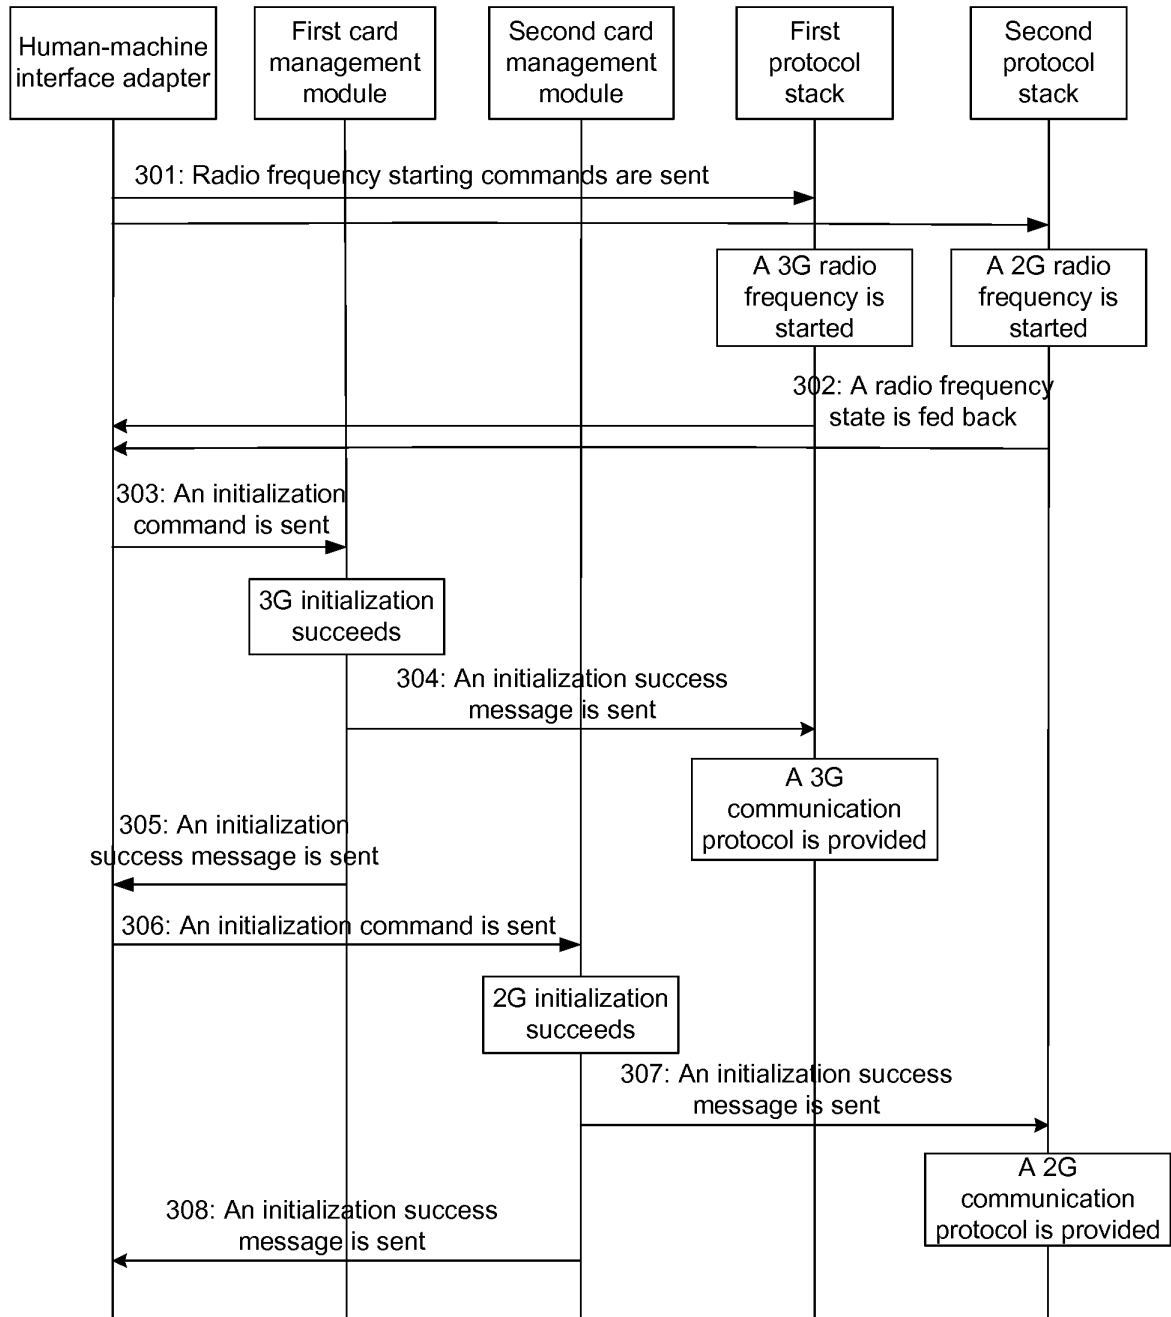 Human-machine
interface adapter
First card
management
module
Second card
management
module
First
protocol
stack
Second
protocol
stack
301: Radio frequency starting commands are sent
A 3G radio
frequency is
started
A 2G radio
frequency is
started
302: A radio frequency
state is fed back
303: An initialization
command is sent
3G initialization
succeeds
304: An initialization success
message is sent
A 3G
communication
protocol is provided
305: An initialization
success message is sent
306: An initialization command is sent
2G initialization
succeeds
307: An initialization success
message is sent
A 2G
communication
protocol is provided
308: An initialization success
message is sent